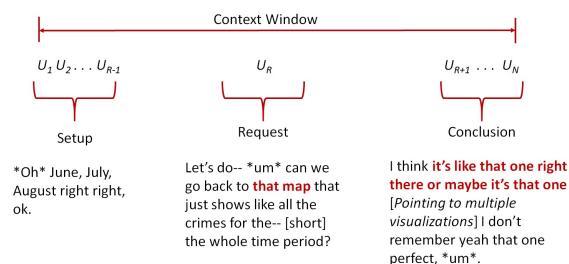 Context Window
U1 U2 . . . UR-1
UR
UR+1 . . . UN
Setup
Request
Conclusion
*Oh* June, July,
August right right,
ok.
Let's do-- *um* can we
go back to that map that
just shows like all the
crimes for the-- [short]
the whole time period?
I think it's like that one right
there or maybe it's that one
[Pointing to multiple
visualizations] I don't
remember yeah that one
perfect, *um*.